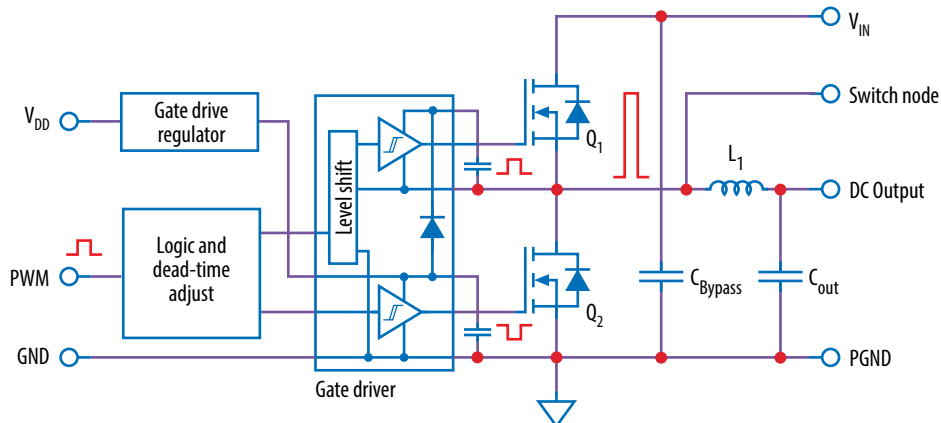 V_IN
Switch node
V_DD
Gate drive
regulator
Q_1
L_1
Level shift
DC Output
Logic and
dead-time
adjust
PWM
C_Bypass
C_out
Q_2
GND
PGND
Gate driver